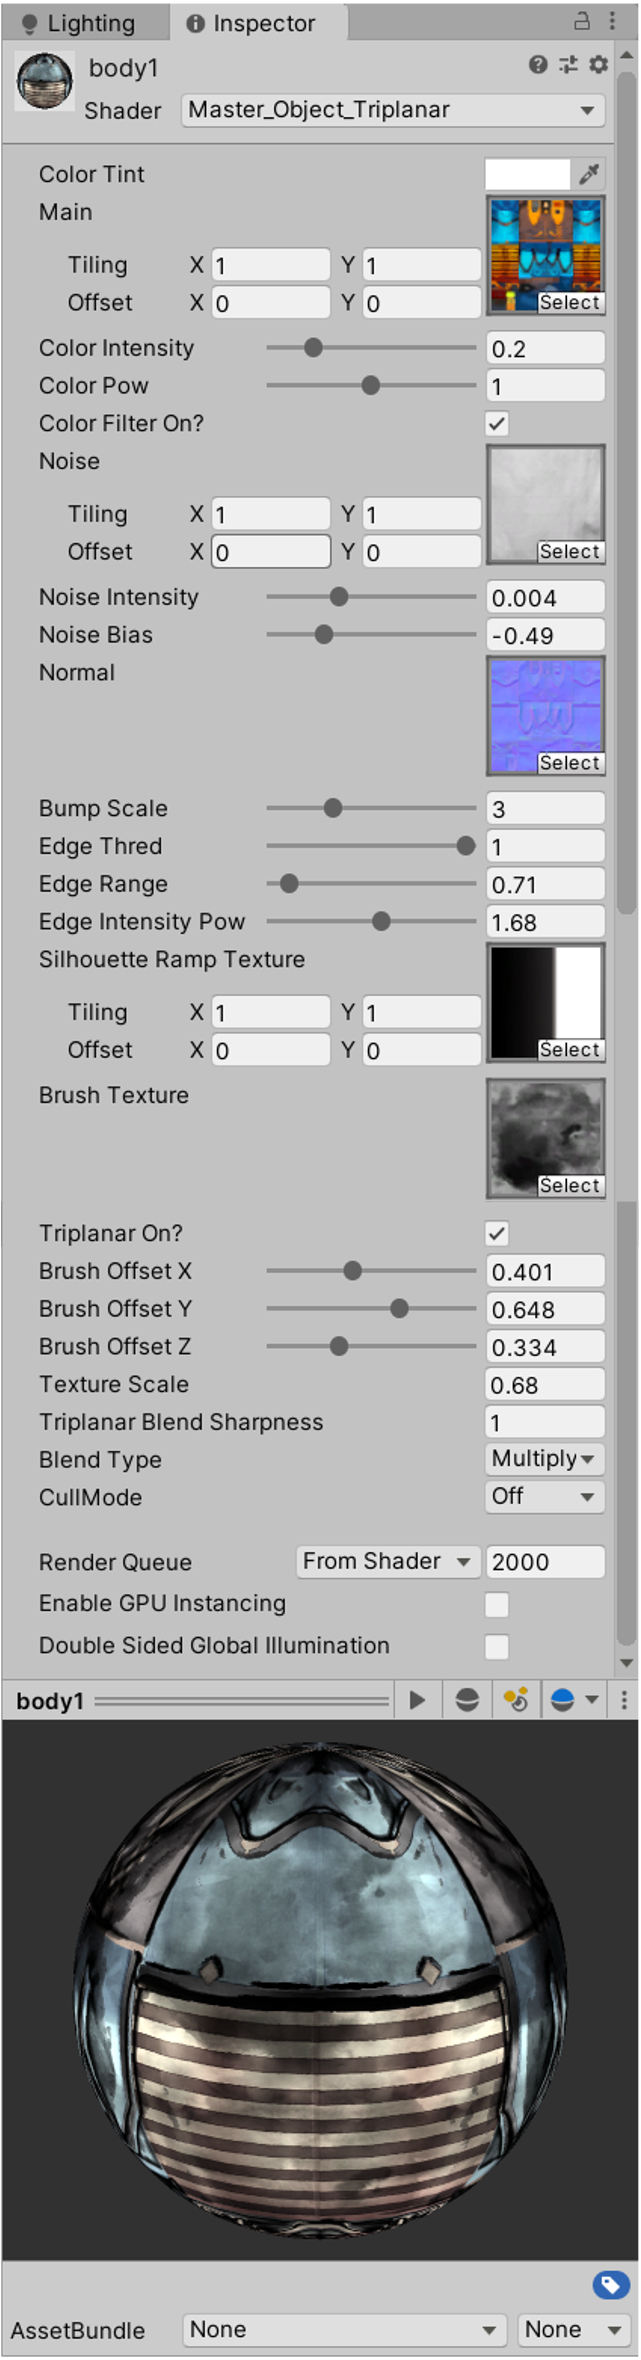 Lighting Inspector
body1
Shader Master_Object_Triplanar
Color Tint
Main
Tiling X 1 Y 1
Offset X 0 Y 0
Select
Color Intensity 0.2
Color Pow 1
Color Filter On?
Noise
Tiling X 1 Y 1
Offset X 0 Y 0
Select
Noise Intensity 0.004
Noise Bias -0.49
Normal
Select
Bump Scale 3
Edge Thred 1
Edge Range 0.71
Edge Intensity Pow 1.68
Silhouette Ramp Texture
Tiling X 1 Y 1
Offset X 0 Y 0
Select
Brush Texture
Select
Triplanar On?
Brush Offset X 0.401
Brush Offset Y 0.648
Brush Offset Z 0.334
Texture Scale 0.68
Triplanar Blend Sharpness 1
Blend Type Multiply
CullMode Off
Render Queue From Shader 2000
Enable GPU Instancing
Double Sided Global Illumination
body1
AssetBundle None None